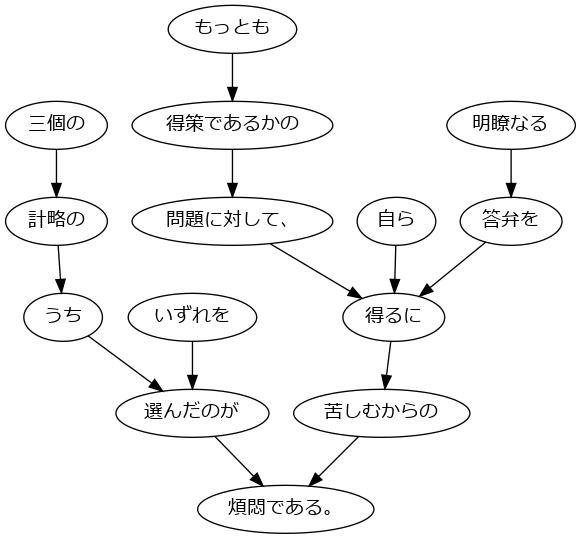 もっとも
三個の
得策であるかの
明瞭なる
計略の
問題に対して、
自ら
答弁を
うち
いずれを
得るに
選んだのが
苦しむからの
煩悶である。